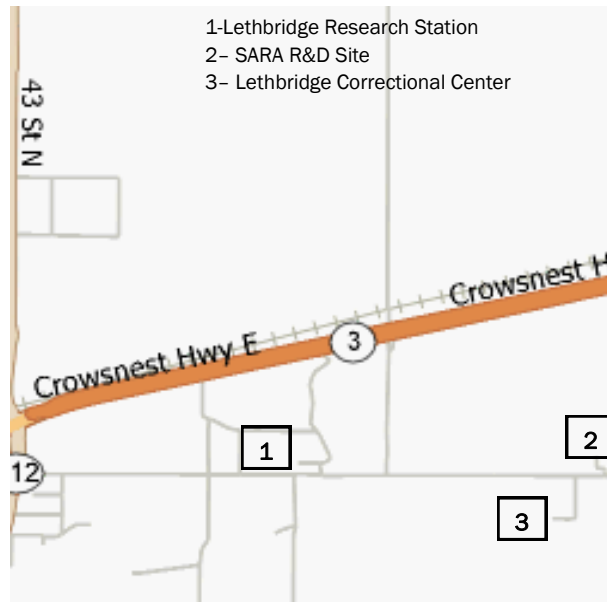 1-Lethbridge Research Station
2– SARA R&D Site
3– Lethbridge Correctional Center
43 St N
Crowsnest H
Crowsnest Hwy E
3
1
2
12
3